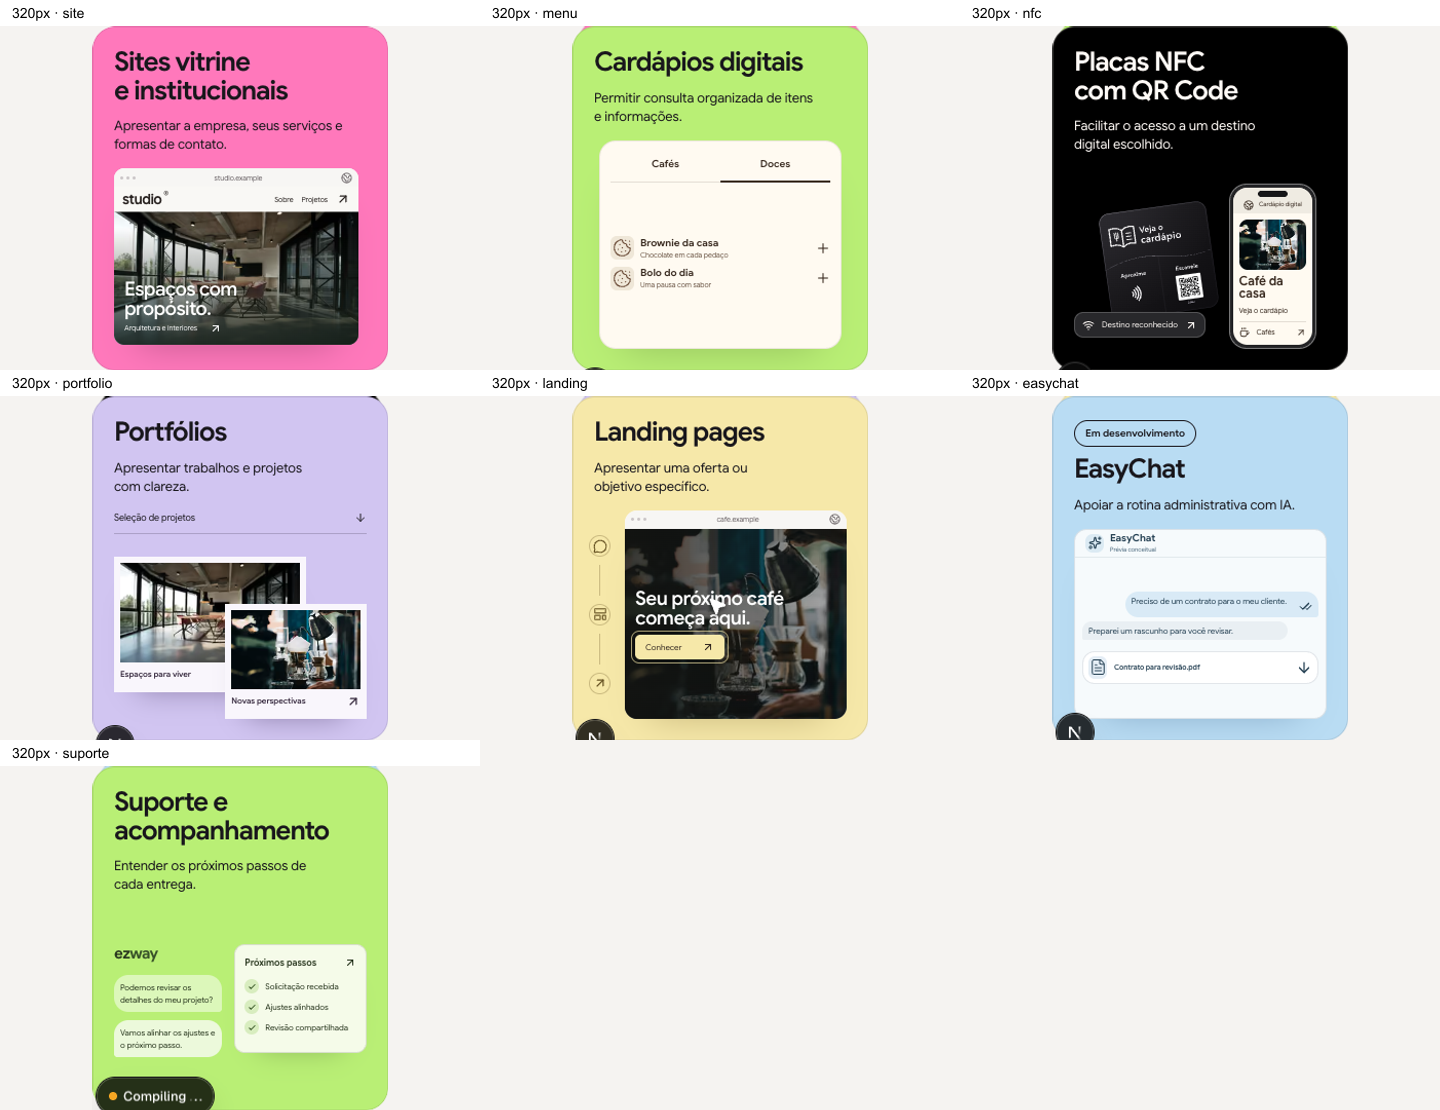 320px · site
Sites vitrine
e institucionais
Apresentar a empresa, seus serviços e
formas de contato.
studio.example
studio®
Sobre Projetos
Espaços com
propósito.
Arquitetura e Interiores
320px · menu
Cardápios digitais
Permitir consulta organizada de itens
e informações.
Cafés Doces
Brownie da casa
Chocolate em cada pedaço
Bolo do dia
Uma pausa com sabor
320px · nfc
Placas NFC
com QR Code
Facilitar o acesso a um destino
digital escolhido.
Veja o
cardápio
Aproxime
Escaneie
Destino reconhecido
Cardápio digital
Café da
casa
Veja o cardápio
Cafés
320px · portfolio
Portfólios
Apresentar trabalhos e projetos
com clareza.
Seleção de projetos
Espaços para viver
Novas perspectivas
320px · landing
Landing pages
Apresentar uma oferta ou
objetivo específico.
cafe.example
Seu próximo café
começa aqui.
Conhecer
N
320px · easychat
Em desenvolvimento
EasyChat
Apoiar a rotina administrativa com IA.
EasyChat
Prévia conceitual
Preciso de um contrato para o meu cliente.
Preparei um rascunho para você revisar.
Contrato para revisão.pdf
N
320px · suporte
Suporte e
acompanhamento
Entender os próximos passos de
cada entrega.
ezway
Podemos revisar os
detalhes do meu projeto?
Vamos alinhar os ajustes e
o próximo passo.
Próximos passos
Solicitação recebida
Ajustes alinhados
Revisão compartilhada
Compiling ...